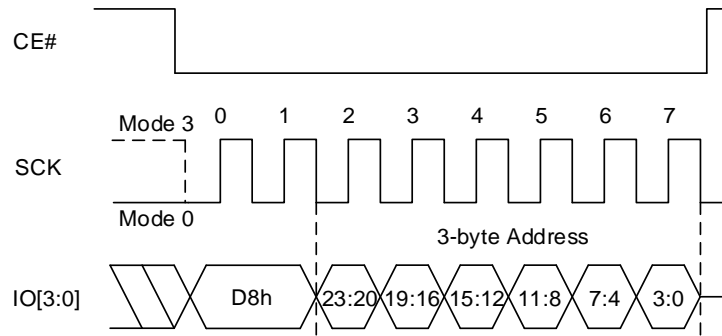 CE#
0 1 2 3 4 5 6 7
Mode 3
SCK
Mode 0
3-byte Address
IO[3:0] D8h 23:20 19:16 15:12 11:8 7:4 3:0